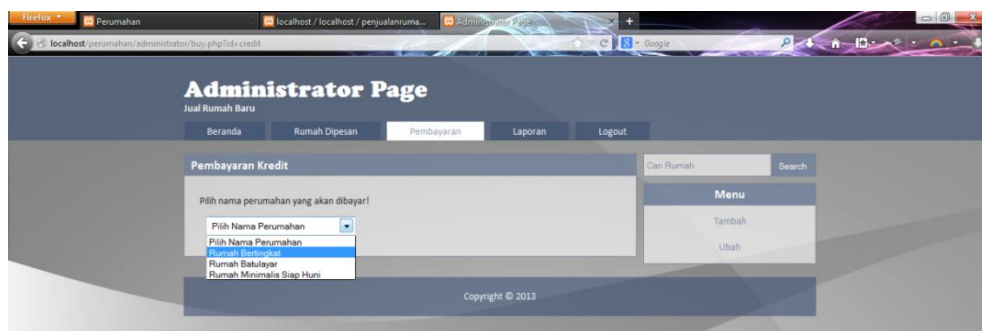 Firefox
Perumahan
localhost / localhost / penjualanruma...
Administrator Page
localhost/perumahan/administrator/buy.php?id=credit
Google
Administrator Page
Jual Rumah Baru
Beranda
Rumah Dipesan
Pembayaran
Laporan
Logout
Pembayaran Kredit
Cari Rumah
Search
Pilih nama perumahan yang akan dibayar!
Pilih Nama Perumahan
Pilih Nama Perumahan
Rumah Bertingkat
Rumah Batulayar
Rumah Minimalis Siap Huni
Menu
Tambah
Ubah
Copyright © 2013